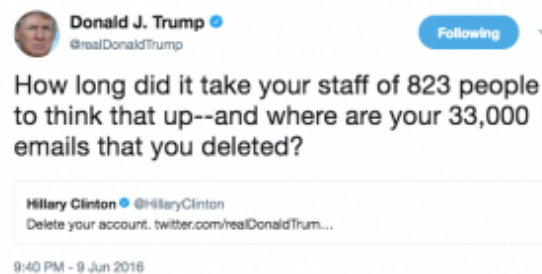 Donald J. Trump
@realDonaldTrump
Following
How long did it take your staff of 823 people
to think that up--and where are your 33,000
emails that you deleted?
Hillary Clinton @HillaryClinton
Delete your account. twitter.com/realDonaldTrum...
9:40 PM - 9 Jun 2016